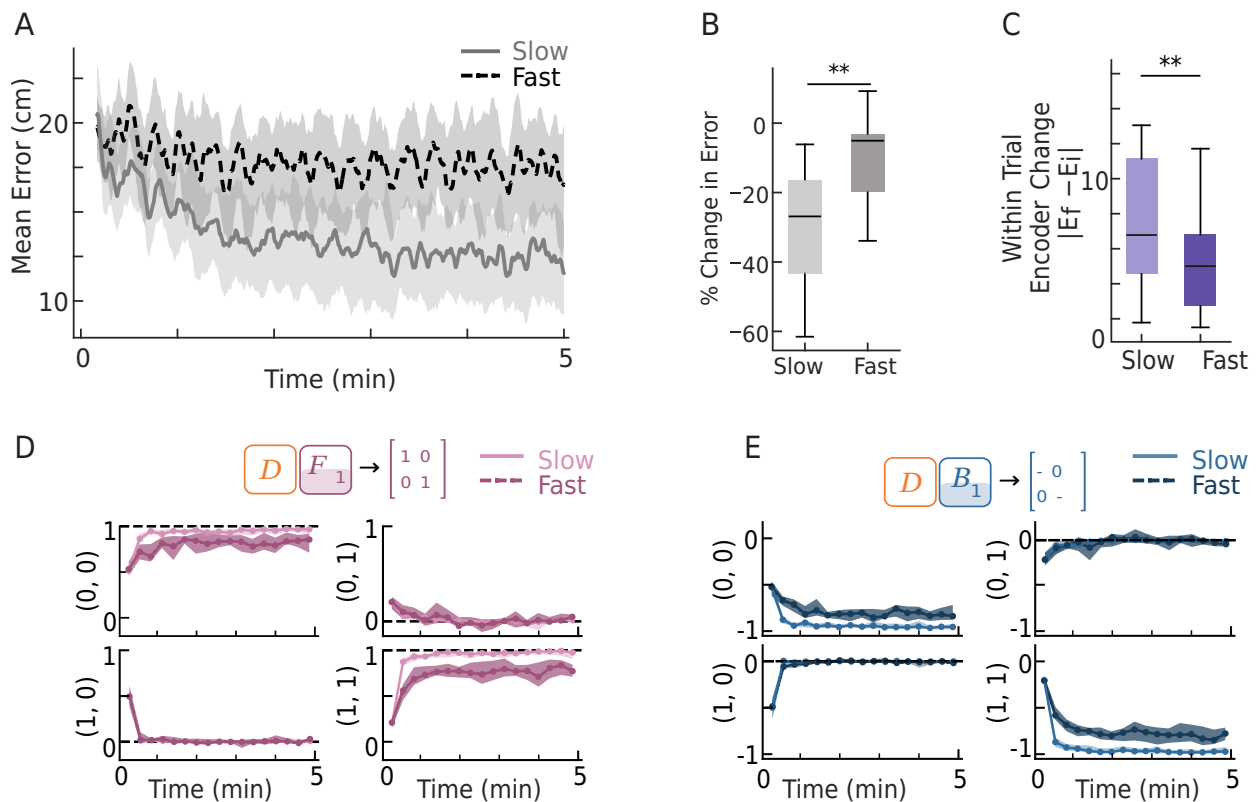 A
Slow
Fast
Mean Error (cm)
20
10
0
5
Time (min)
B
**
% Change in Error
0
−20
−40
−60
Slow
Fast
C
**
Within Trial
Encoder Change
|Ef −Ei|
10
0
Slow
Fast
D
D F1 → [1 0
0 1]
Slow
Fast
(0, 0)
1
0
(0, 1)
1
0
(1, 0)
1
0
(1, 1)
1
0
0
5
0
5
Time (min)
Time (min)
E
D B1 → [- 0
0 -]
Slow
Fast
(0, 0)
0
-1
(0, 1)
0
-1
(1, 0)
0
-1
(1, 1)
0
-1
0
5
0
5
Time (min)
Time (min)